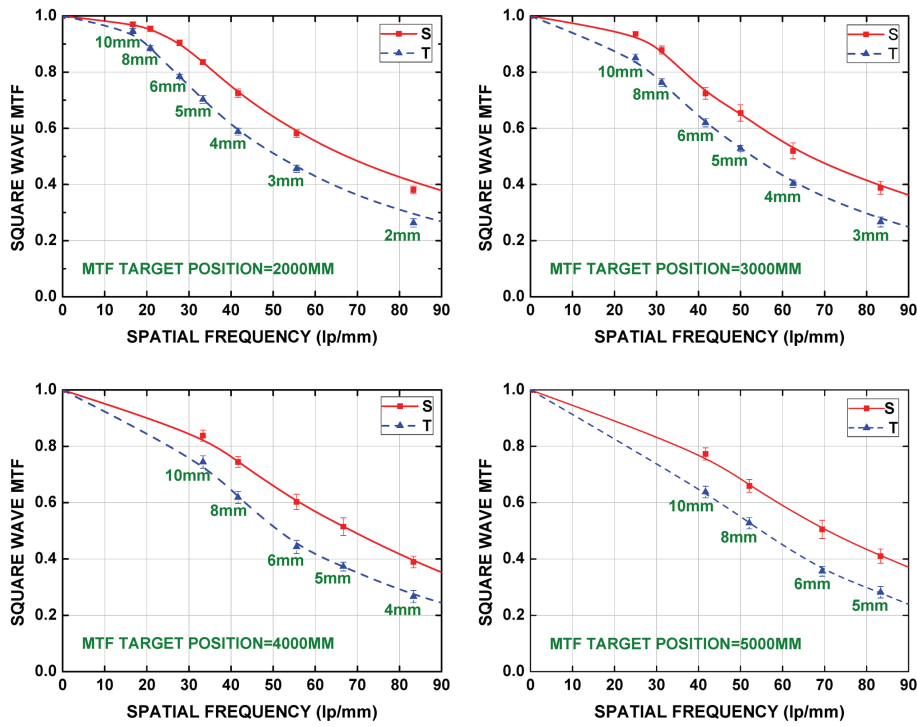 1.0
0.8
0.6
0.4
0.2
0.0
SQUARE WAVE MTF
S
T
10mm
8mm
6mm
5mm
4mm
3mm
2mm
MTF TARGET POSITION=2000MM
0 10 20 30 40 50 60 70 80 90
SPATIAL FREQUENCY (lp/mm)
1.0
0.8
0.6
0.4
0.2
0.0
SQUARE WAVE MTF
S
T
10mm
8mm
6mm
5mm
4mm
3mm
MTF TARGET POSITION=3000MM
0 10 20 30 40 50 60 70 80 90
SPATIAL FREQUENCY (lp/mm)
1.0
0.8
0.6
0.4
0.2
0.0
SQUARE WAVE MTF
S
T
10mm
8mm
6mm
5mm
4mm
MTF TARGET POSITION=4000MM
0 10 20 30 40 50 60 70 80 90
SPATIAL FREQUENCY (lp/mm)
1.0
0.8
0.6
0.4
0.2
0.0
SQUARE WAVE MTF
S
T
10mm
8mm
6mm
5mm
MTF TARGET POSITION=5000MM
0 10 20 30 40 50 60 70 80 90
SPATIAL FREQUENCY (lp/mm)